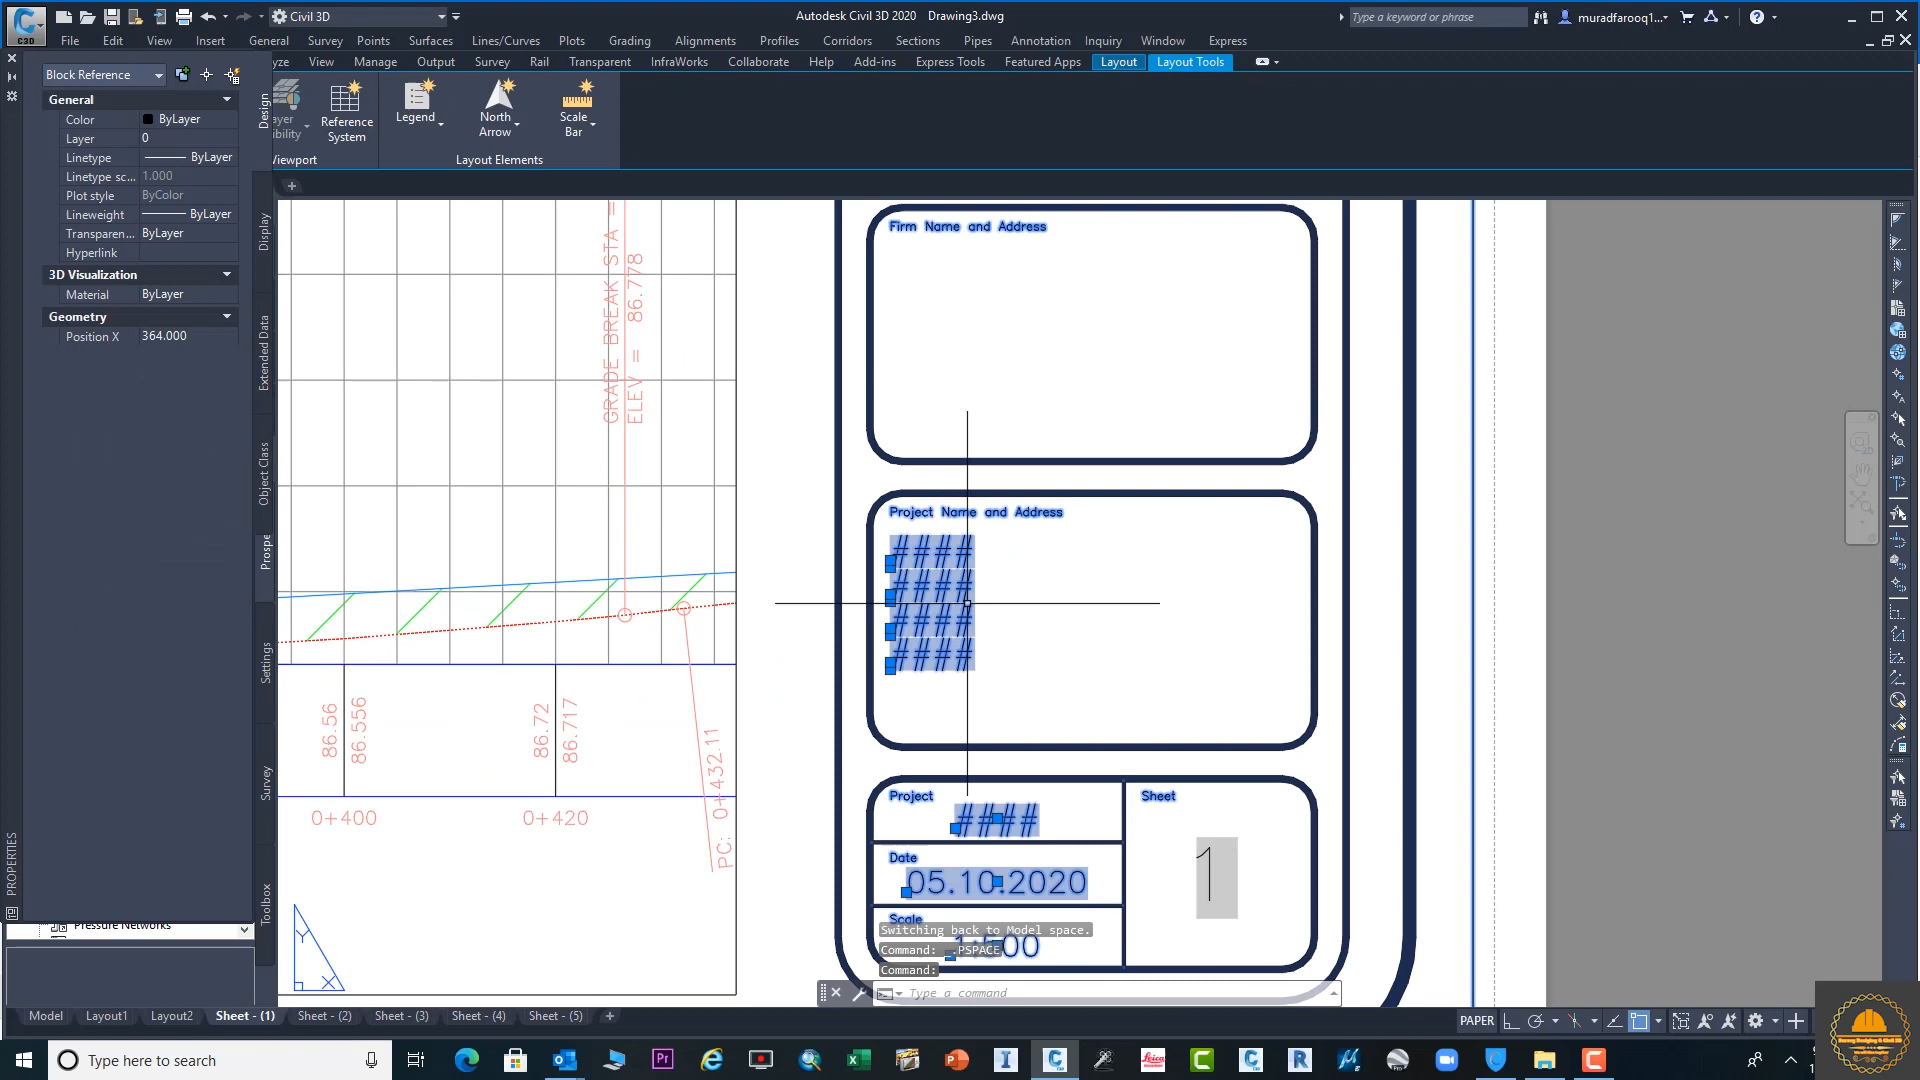 Civil 3D
Autodesk Civil 3D 2020 Drawing3.dwg
Type a keyword or phrase
muradfarooq1...
File Edit View Insert General Survey Points Surfaces Lines/Curves Plots Grading Alignments Profiles Corridors Sections Pipes Annotation Inquiry Window Express
View Manage Output Survey Rail Transparent InfraWorks Collaborate Help Add-ins Express Tools Featured Apps Layout Layout Tools
Block Reference
General
Color ByLayer
Layer 0
Linetype ByLayer
Linetype sc... 1.000
Plot style ByColor
Lineweight ByLayer
Transparen... ByLayer
Hyperlink
3D Visualization
Material ByLayer
Geometry
Position X 364.000
Design
Display
Extended Data
Object Class
Prospe
Settings
Survey
Toolbox
PROPERTIES
Pressure Networks
Reference System
Legend
North Arrow
Scale Bar
Layout Elements
GRADE BREAK STA =
ELEV = 86.778
86.56
86.556
86.72
86.717
PC: 0+432.11
0+400
0+420
Y
X
Firm Name and Address
Project Name and Address
####
####
####
####
Project
####
Sheet
1
Date
05.10.2020
Scale
1:500
Switching back to Model space.
Command: .PSPACE
Command:
Type a command
Model Layout1 Layout2 Sheet - (1) Sheet - (2) Sheet - (3) Sheet - (4) Sheet - (5)
PAPER
Type here to search